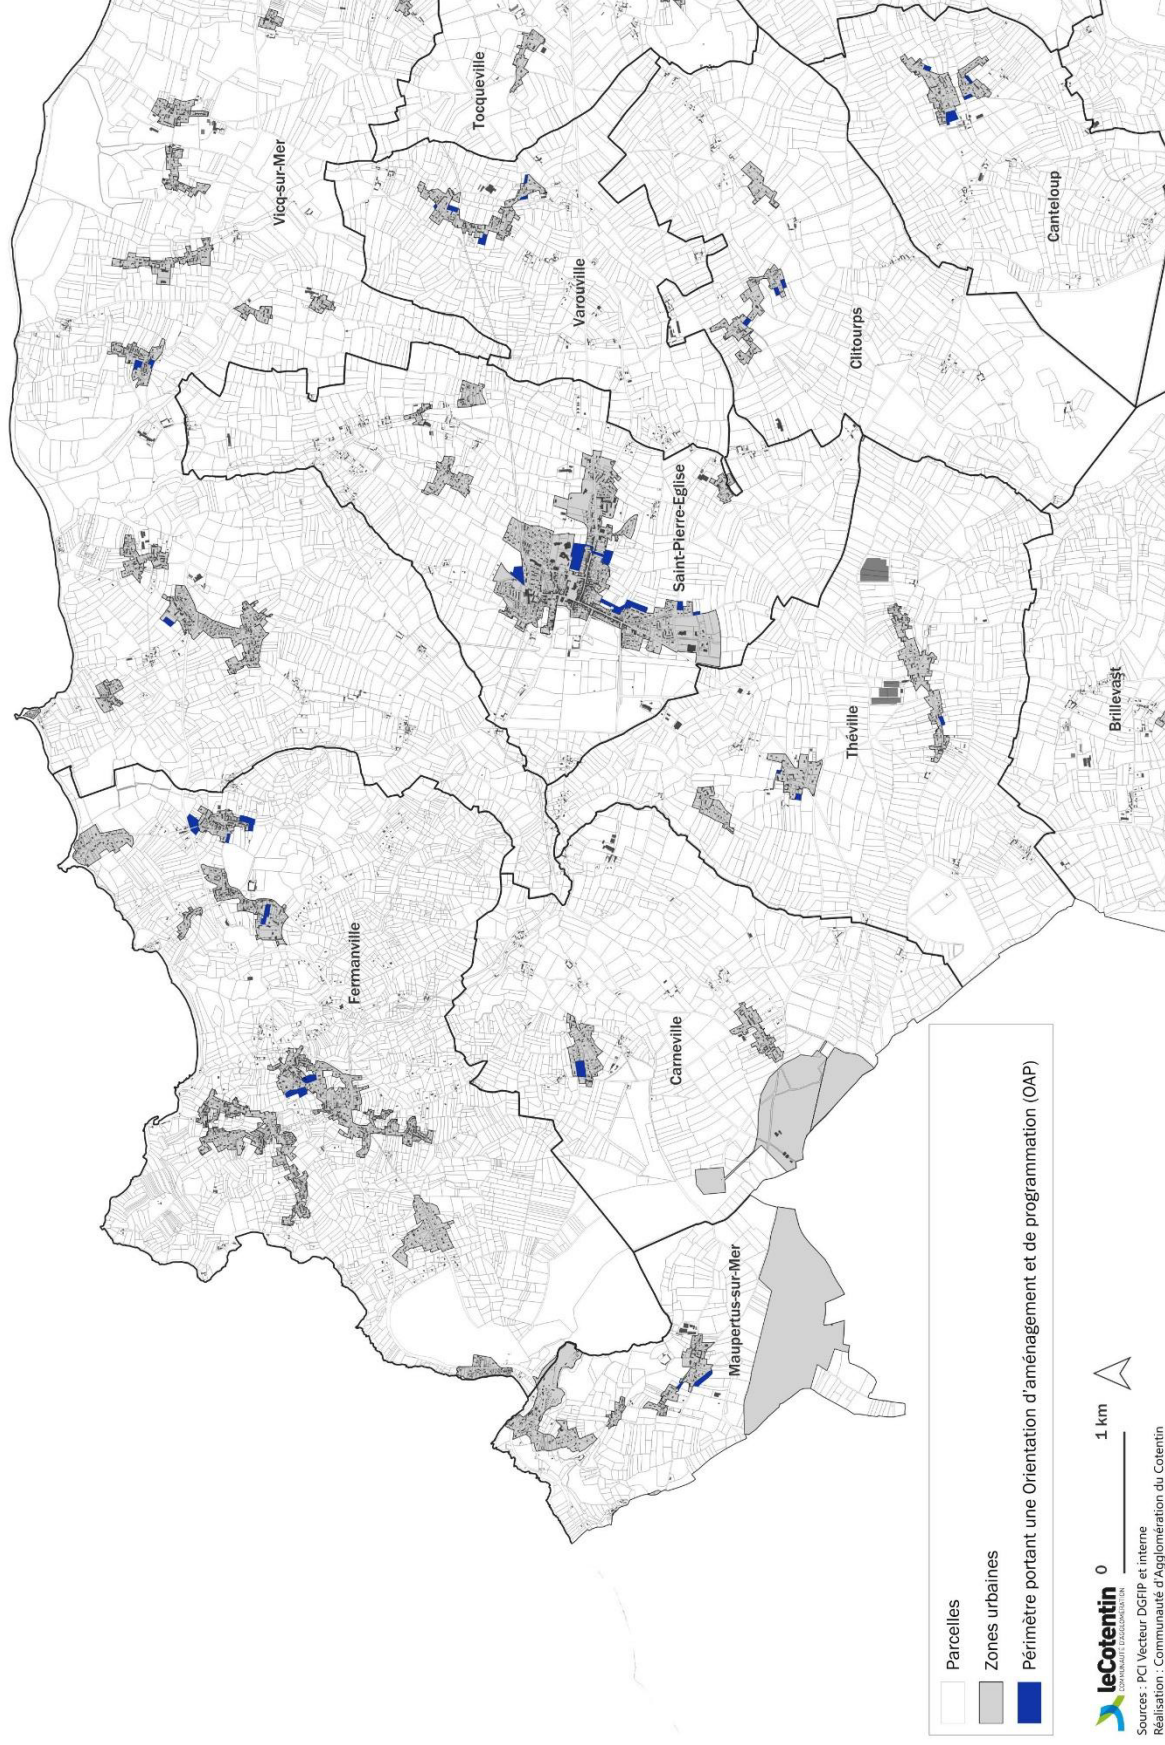 Maupertus-sur-Mer
Carneville
Fermanville
Théville
Brillevast
Saint-Pierre-Eglise
Clitourps
Varouville
Canteloup
Vicq-sur-Mer
Tocqueville
Parcelles
Zones urbaines
Périmètre portant une Orientation d'aménagement et de programmation (OAP)
leCotentin
COMMUNAUTÉ D'AGGLOMÉRATION
0 1 km
Sources : PCI Vecteur DGFIP et interne
Réalisation : Communauté d'Agglomération du Cotentin